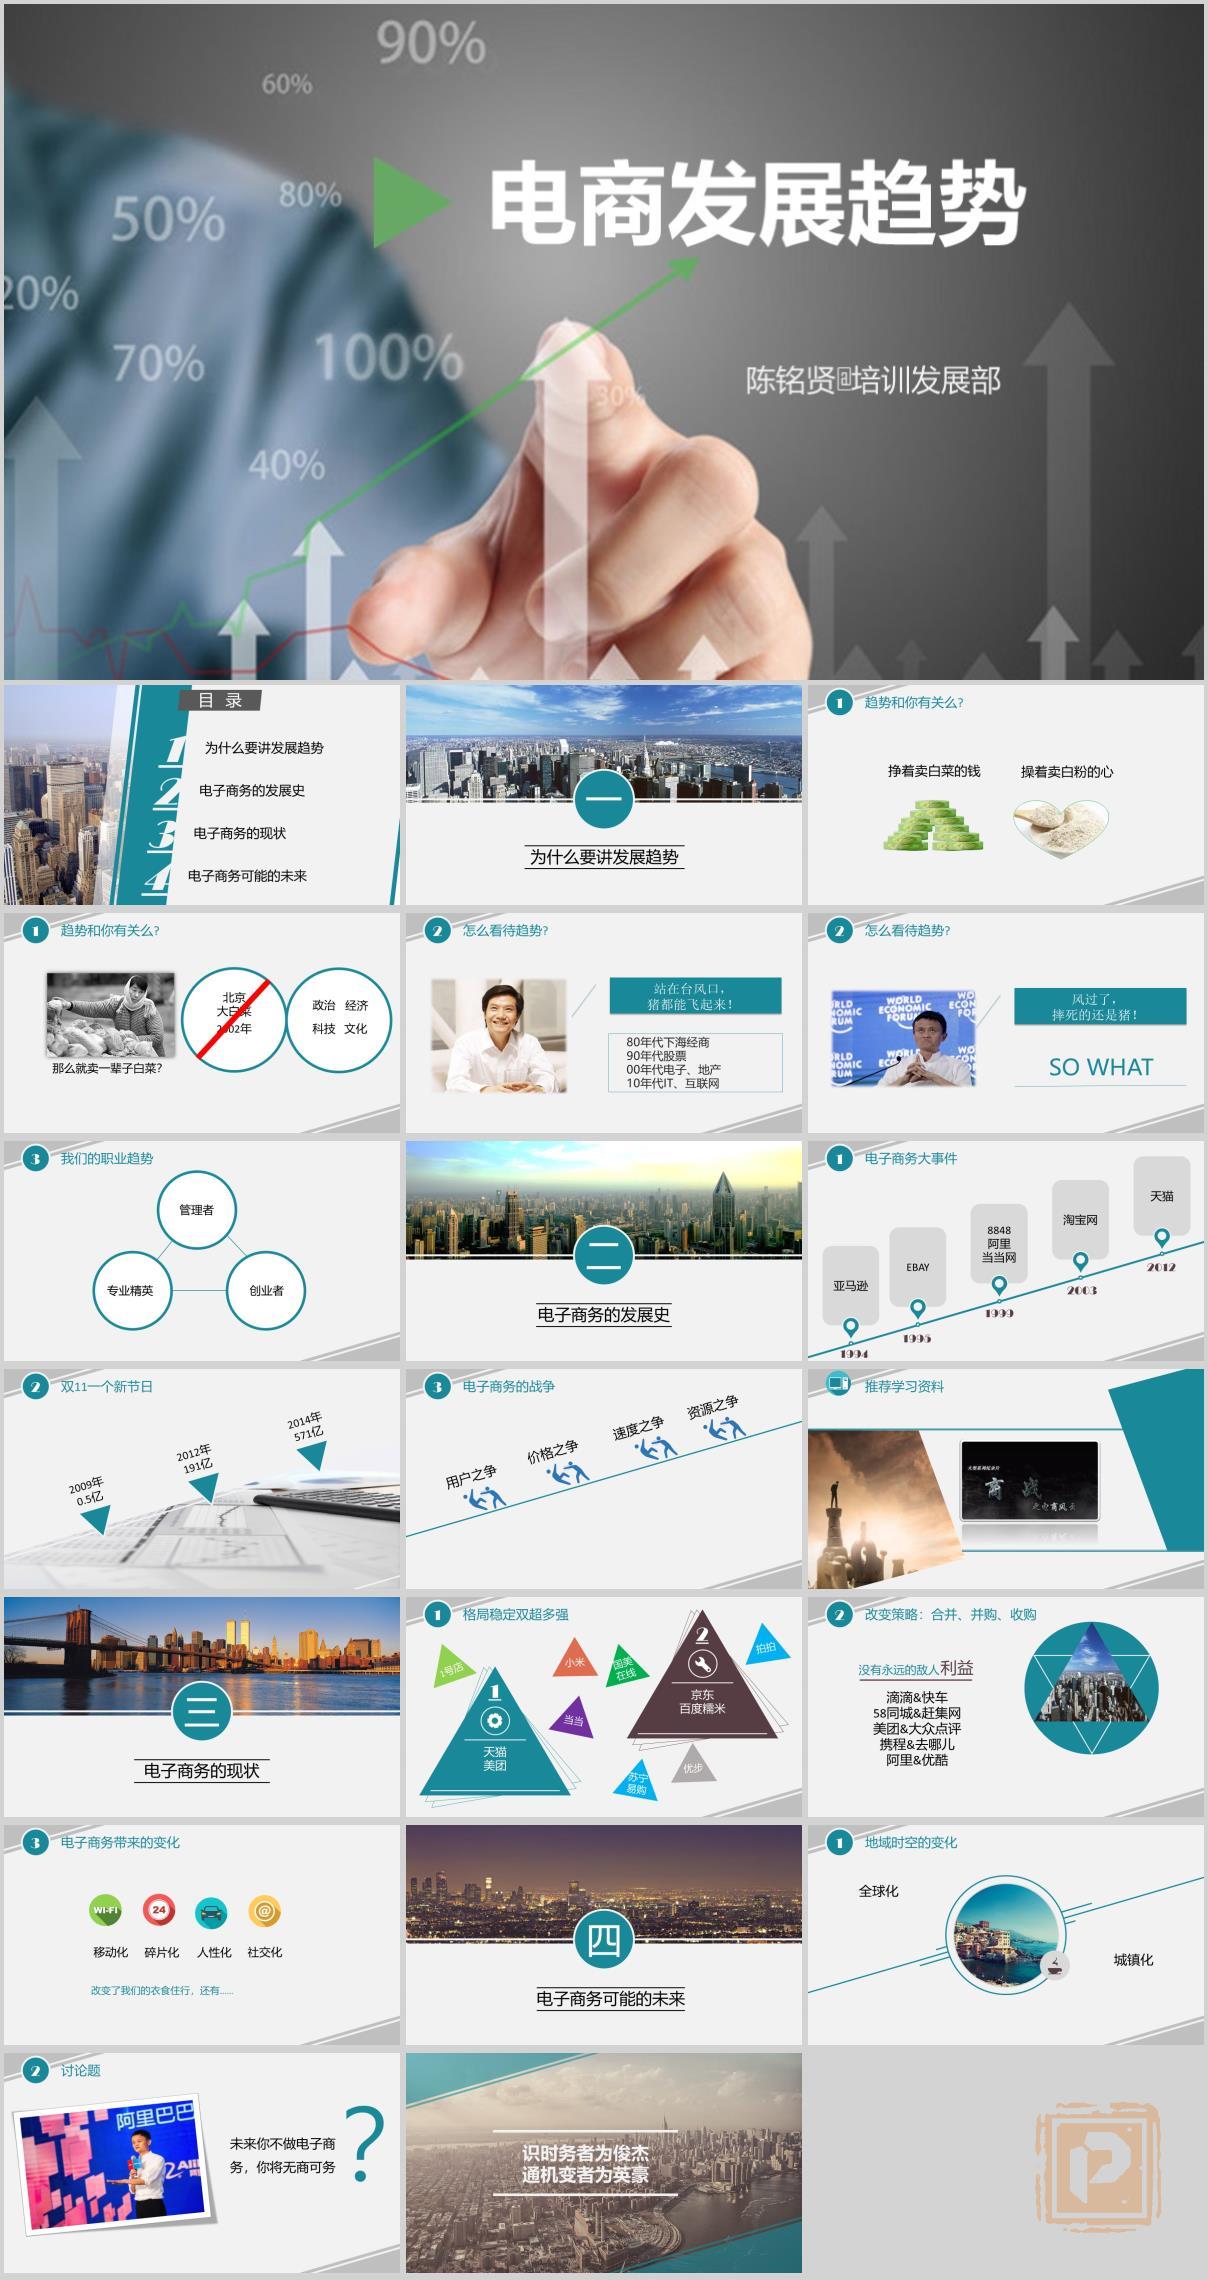 90%
60%
50%
80%
20%
70%
100%
30%
40%
电商发展趋势
陈铭贤@培训发展部
目 录
1 为什么要讲发展趋势
2 电子商务的发展史
3 电子商务的现状
4 电子商务可能的未来
一
为什么要讲发展趋势
1 趋势和你有关么?
挣着卖白菜的钱
操着卖白粉的心
1 趋势和你有关么?
那么就卖一辈子白菜?
北京
大白菜
2002年
政治 经济
科技 文化
2 怎么看待趋势?
站在台风口，
猪都能飞起来！
80年代下海经商
90年代股票
00年代电子、地产
10年代IT、互联网
2 怎么看待趋势?
WORLD
ECONOMIC
FORUM
风过了，
摔死的还是猪！
SO WHAT
3 我们的职业趋势
管理者
专业精英
创业者
二
电子商务的发展史
1 电子商务大事件
亚马逊
1994
EBAY
1995
8848
阿里
当当网
1999
淘宝网
2003
天猫
2012
2 双11一个新节日
2009年
0.5亿
2012年
191亿
2014年
571亿
3 电子商务的战争
用户之争
价格之争
速度之争
资源之争
推荐学习资料
商 战
之电商风云
三
电子商务的现状
1 格局稳定双超多强
1号店
小米
国美
在线
当当
拍拍
苏宁
易购
优步
1
天猫
美团
2
京东
百度糯米
2 改变策略：合并、并购、收购
没有永远的敌人利益
滴滴&快车
58同城&赶集网
美团&大众点评
携程&去哪儿
阿里&优酷
3 电子商务带来的变化
WI-FI
24
@
移动化
碎片化
人性化
社交化
改变了我们的衣食住行，还有......
四
电子商务可能的未来
1 地域时空的变化
全球化
城镇化
2 讨论题
阿里巴巴
未来你不做电子商
务，你将无商可务
?
识时务者为俊杰
通机变者为英豪